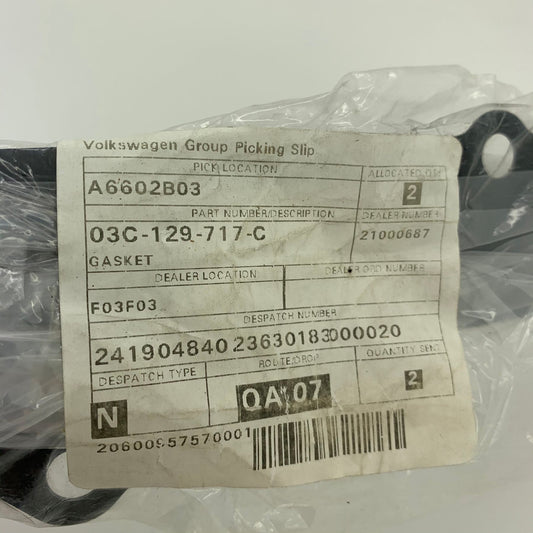 Volkswagen Group Picking Slip
PICK LOCATION ALLOCATED QTY
A6602B03 2
PART NUMBER/DESCRIPTION DEALER NUMBER
03C-129-717-C 21000687
GASKET
DEALER LOCATION DEALER ORD NUMBER
F03F03
DESPATCH NUMBER
241904840 23630183000020
DESPATCH TYPE ROUTE/DROP QUANTITY SENT
N OA 07 2
20600957570001